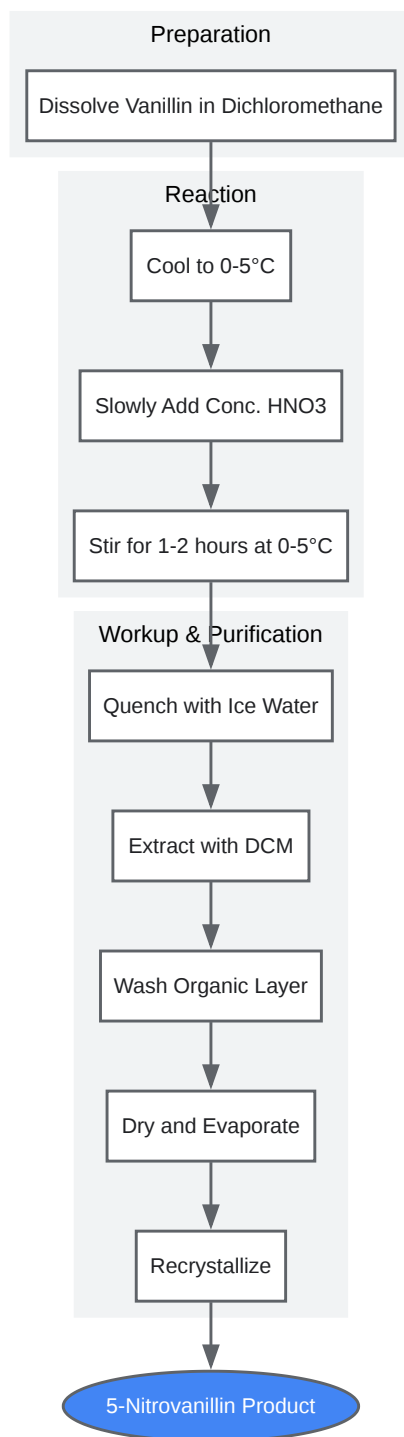 Preparation
Dissolve Vanillin in Dichloromethane
Reaction
Cool to 0-5°C
Slowly Add Conc. HNO3
Stir for 1-2 hours at 0-5°C
Workup & Purification
Quench with Ice Water
Extract with DCM
Wash Organic Layer
Dry and Evaporate
Recrystallize
5-Nitrovanillin Product